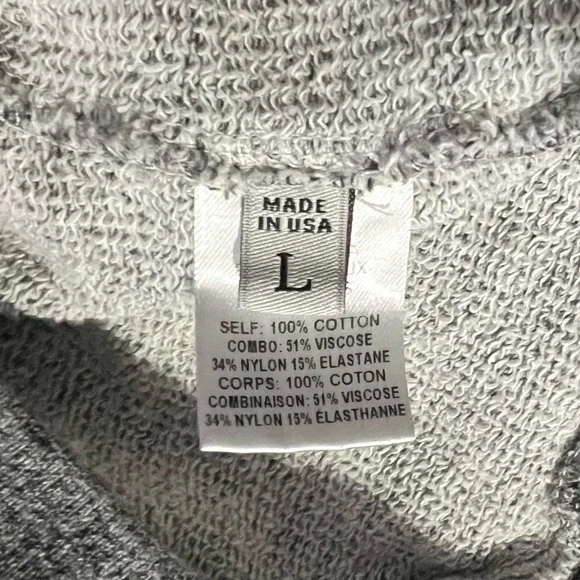 MADE
IN USA
L
SELF: 100% COTTON
COMBO: 51% VISCOSE
34% NYLON 15% ELASTANE
CORPS: 100% COTON
COMBINAISON: 51% VISCOSE
34% NYLON 15% ÉLASTHANNE